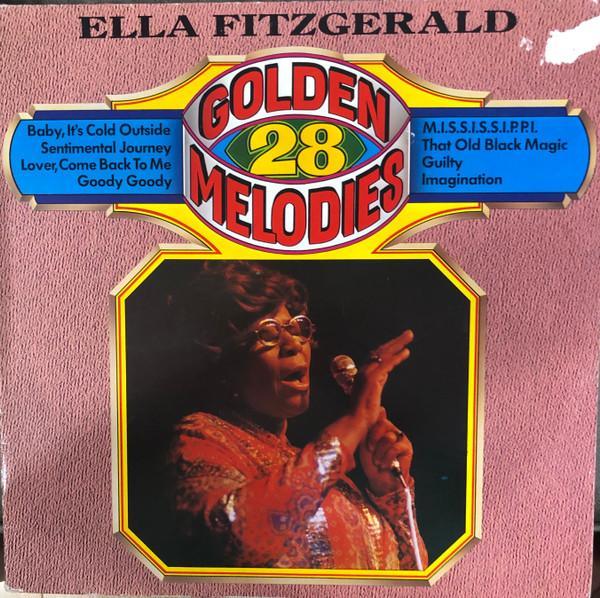 ELLA FITZGERALD
GOLDEN
28
MELODIES
Baby, It's Cold Outside
Sentimental Journey
Lover, Come Back To Me
Goody Goody
M.I.S.S.I.S.S.I.P.P.I.
That Old Black Magic
Guilty
Imagination